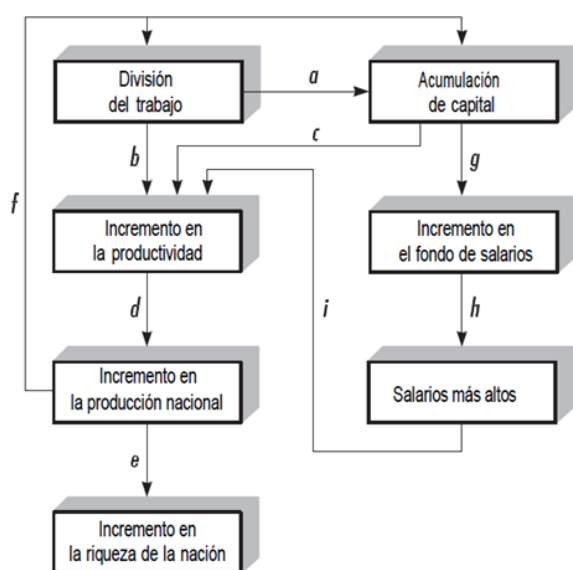 División
del trabajo
a
Acumulación
de capital
b
c
g
f
Incremento en
la productividad
Incremento en
el fondo de salarios
d
i
h
Incremento en
la producción nacional
Salarios más altos
e
Incremento en
la riqueza de la nación